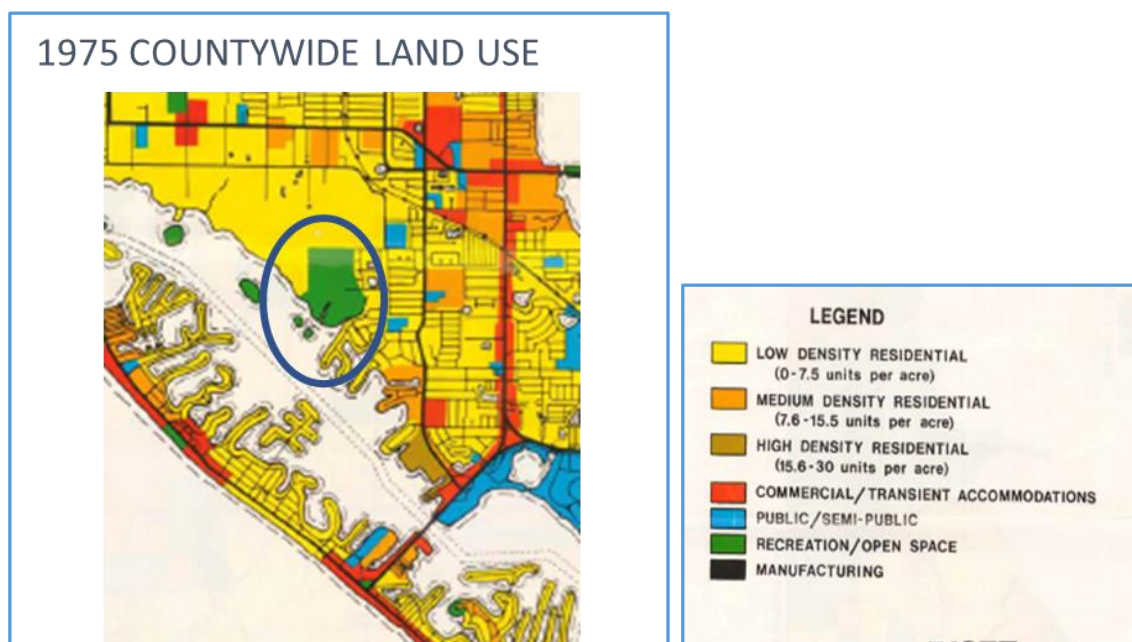 1975 COUNTYWIDE LAND USE
LEGEND
LOW DENSITY RESIDENTIAL
(0-7.5 units per acre)
MEDIUM DENSITY RESIDENTIAL
(7.6-15.5 units per acre)
HIGH DENSITY RESIDENTIAL
(15.6-30 units per acre)
COMMERCIAL/TRANSIENT ACCOMMODATIONS
PUBLIC/SEMI-PUBLIC
RECREATION/OPEN SPACE
MANUFACTURING